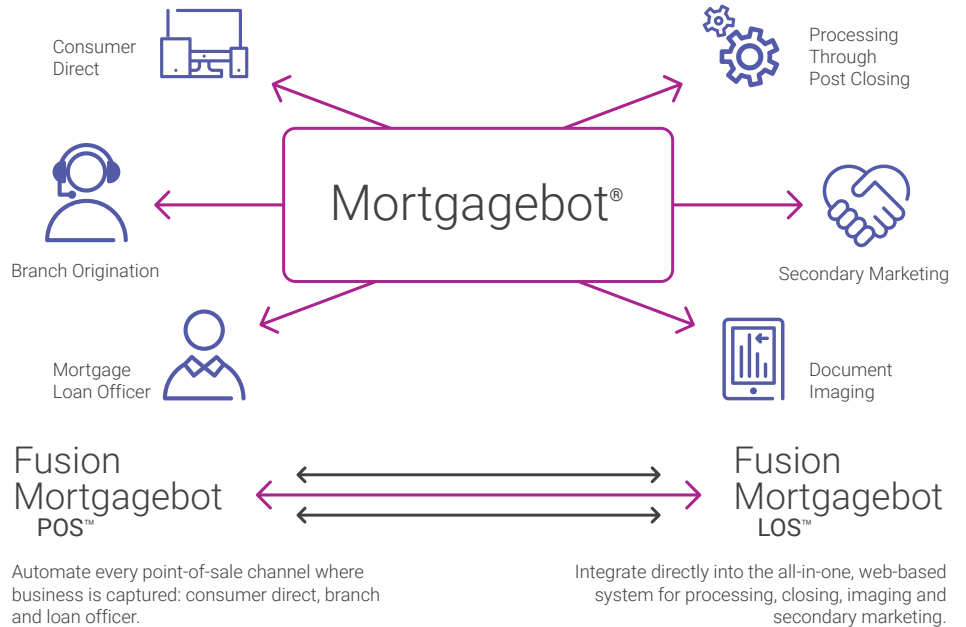 Consumer
Direct
Processing
Through
Post Closing
Mortgagebot®
Branch Origination
Secondary Marketing
Mortgage
Loan Officer
Document
Imaging
Fusion
Mortgagebot
POS™
Fusion
Mortgagebot
LOS™
Automate every point-of-sale channel where
business is captured: consumer direct, branch
and loan officer.
Integrate directly into the all-in-one, web-based
system for processing, closing, imaging and
secondary marketing.